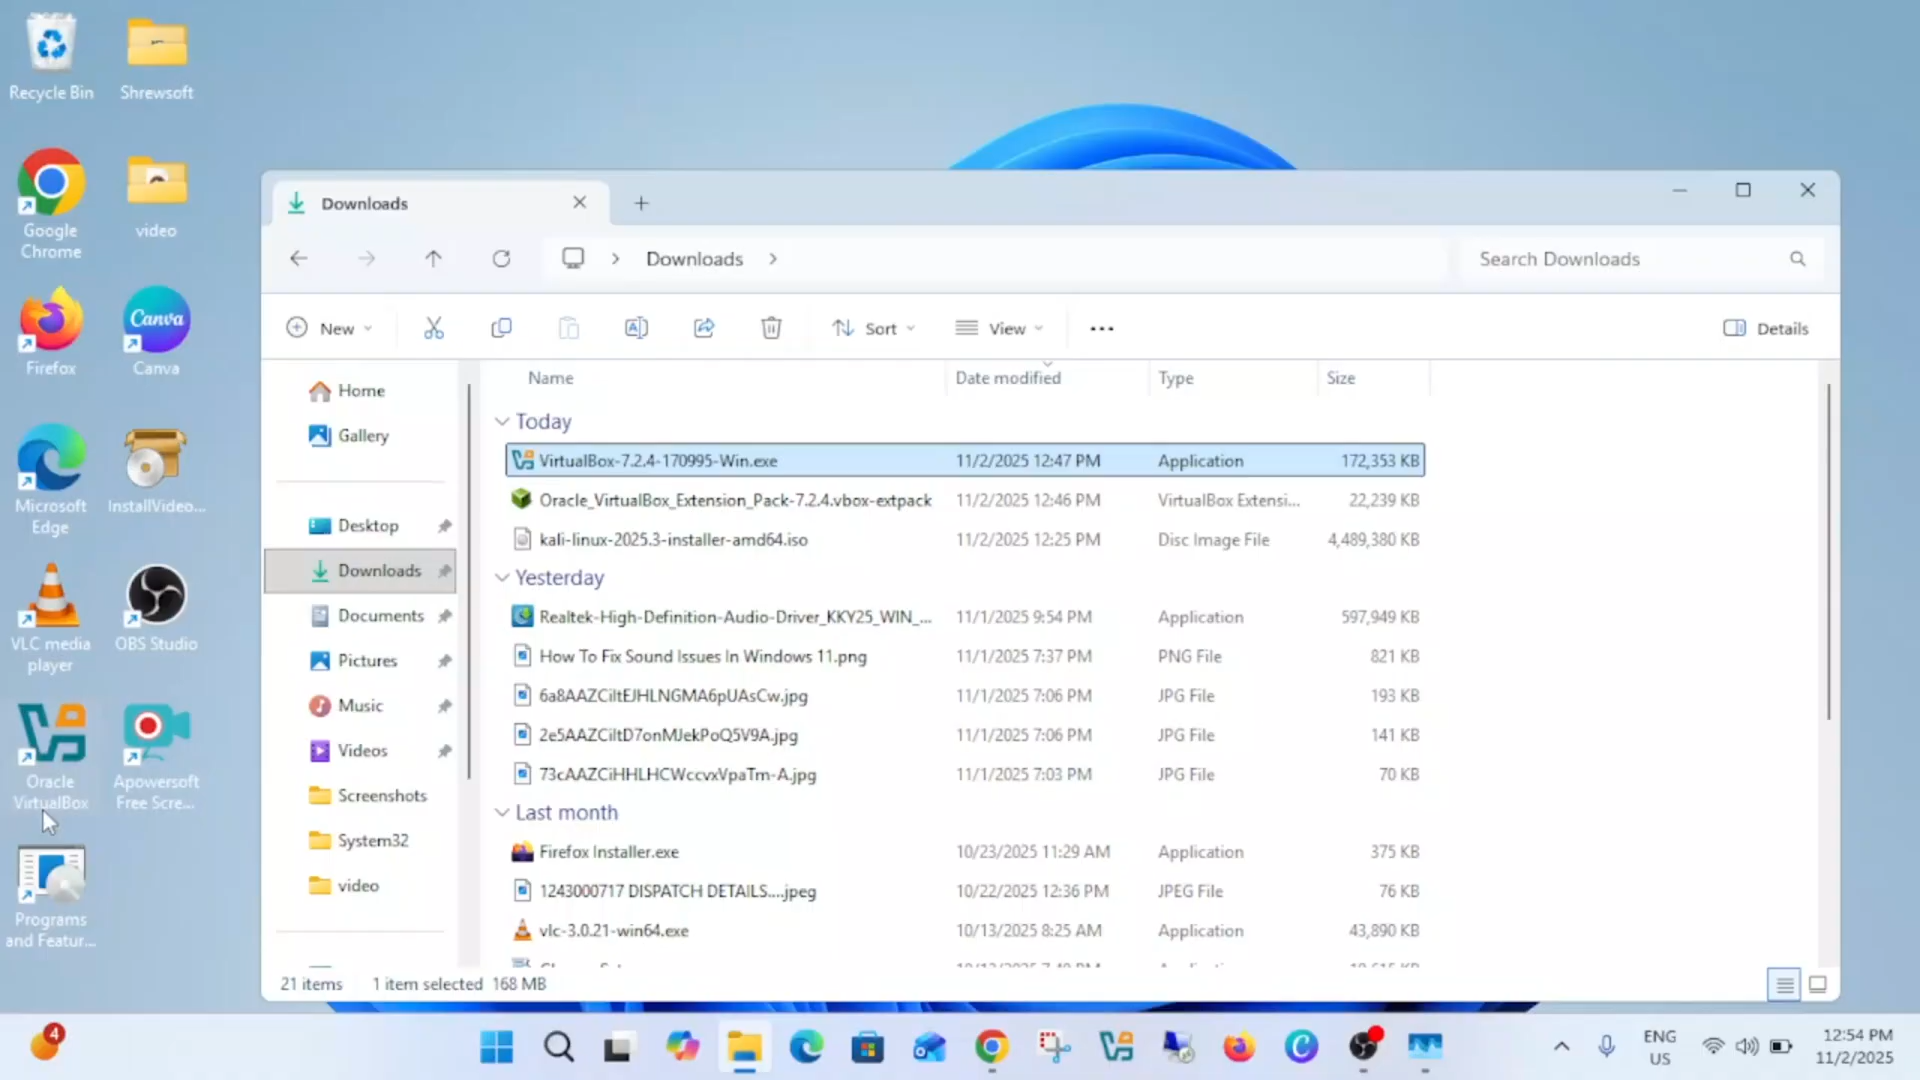 Recycle Bin
Shrewsoft
Google
Chrome
video
Firefox
Canva
Canva
Microsoft
Edge
InstallVideo...
VLC media
player
OBS Studio
Oracle
VirtualBox
Apowersoft
Free Scre...
Programs
and Featur...
Downloads
Downloads
Search Downloads
New
Sort
View
Details
Home
Gallery
Desktop
Downloads
Documents
Pictures
Music
Videos
Screenshots
System32
video
Name Date modified Type Size
Today
VirtualBox-7.2.4-170995-Win.exe 11/2/2025 12:47 PM Application 172,353 KB
Oracle_VirtualBox_Extension_Pack-7.2.4.vbox-extpack 11/2/2025 12:46 PM VirtualBox Extensi... 22,239 KB
kali-linux-2025.3-installer-amd64.iso 11/2/2025 12:25 PM Disc Image File 4,489,380 KB
Yesterday
Realtek-High-Definition-Audio-Driver_KKY25_WIN_... 11/1/2025 9:54 PM Application 597,949 KB
How To Fix Sound Issues In Windows 11.png 11/1/2025 7:37 PM PNG File 821 KB
6a8AAZCiltEJHLNGMA6pUAsCw.jpg 11/1/2025 7:06 PM JPG File 193 KB
2e5AAZCiltD7onMJekPoQ5V9A.jpg 11/1/2025 7:06 PM JPG File 141 KB
73cAAZCiHHLHCWccvxVpaTm-A.jpg 11/1/2025 7:03 PM JPG File 70 KB
Last month
Firefox Installer.exe 10/23/2025 11:29 AM Application 375 KB
1243000717 DISPATCH DETAILS....jpeg 10/22/2025 12:36 PM JPEG File 76 KB
vlc-3.0.21-win64.exe 10/13/2025 8:25 AM Application 43,890 KB
21 items 1 item selected 168 MB
4
ENG
US
12:54 PM
11/2/2025